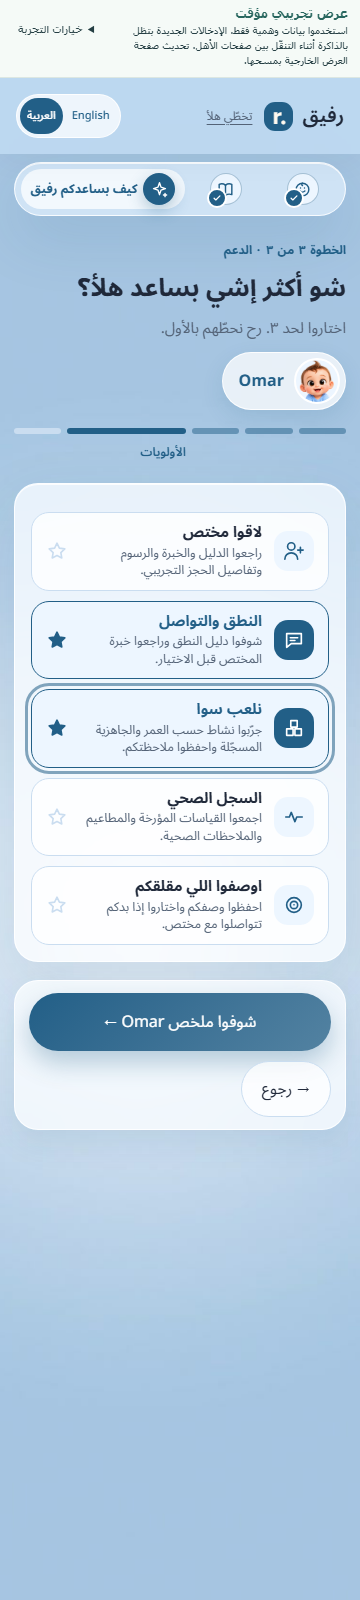 عرض تجريبي مؤقت
استخدموا بيانات وهمية فقط. الإدخالات الجديدة بتظل
بالذاكرة أثناء التنقّل بين صفحات الأهل. تحديث صفحة
العرض الخارجية بمسحها.
◀ خيارات التجربة
رفيق
r.
تخطّي هلأ
English
العربية
كيف بساعدكم رفيق
الخطوة ٣ من ٣ · الدعم
شو أكثر إشي بساعد هلأ؟
اختاروا لحد ٣. رح نحطّهم بالأول.
Omar
الأولويات
لاقوا مختص
راجعوا الدليل والخبرة والرسوم
وتفاصيل الحجز التجريبي.
النطق والتواصل
شوفوا دليل النطق وراجعوا خبرة
المختص قبل الاختيار.
نلعب سوا
جرّبوا نشاط حسب العمر والجاهزية
المسجّلة واحفظوا ملاحظتكم.
السجل الصحي
اجمعوا القياسات المؤرخة والمطاعيم
والملاحظات الصحية.
اوصفوا اللي مقلقكم
احفظوا وصفكم واختاروا إذا بدكم
تتواصلوا مع مختص.
شوفوا ملخص Omar ←
→ رجوع